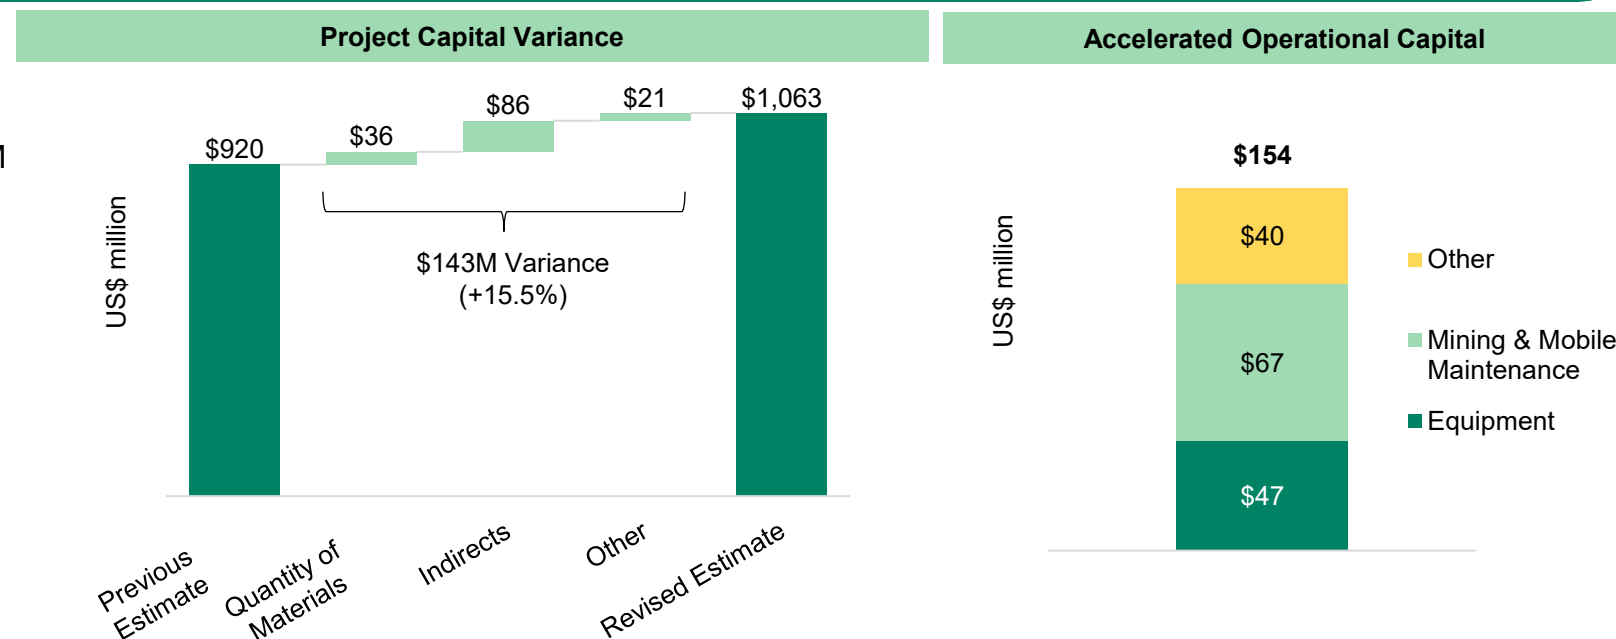 Project Capital Variance
M
US$ million
$920
$36
$86
$21
$1,063
$143M Variance
(+15.5%)
Previous
Estimate
Quantity of
Materials
Indirects
Other
Revised Estimate
Accelerated Operational Capital
US$ million
$154
$40
$67
$47
Other
Mining & Mobile
Maintenance
Equipment